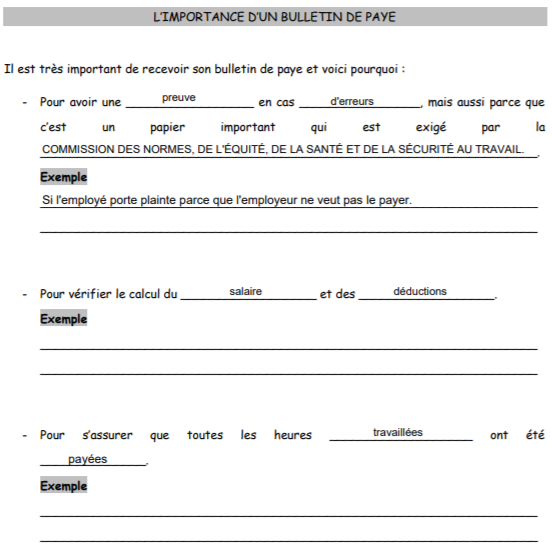 L'IMPORTANCE D'UN BULLETIN DE PAYE
Il est très important de recevoir son bulletin de paye et voici pourquoi :
- Pour avoir une preuve en cas d'erreurs, mais aussi parce que
c'est un papier important qui est exigé par la
COMMISSION DES NORMES, DE L'ÉQUITÉ, DE LA SANTÉ ET DE LA SÉCURITÉ AU TRAVAIL.
Exemple
Si l'employé porte plainte parce que l'employeur ne veut pas le payer.
- Pour vérifier le calcul du salaire et des déductions.
Exemple
- Pour s'assurer que toutes les heures travaillées ont été
payées.
Exemple